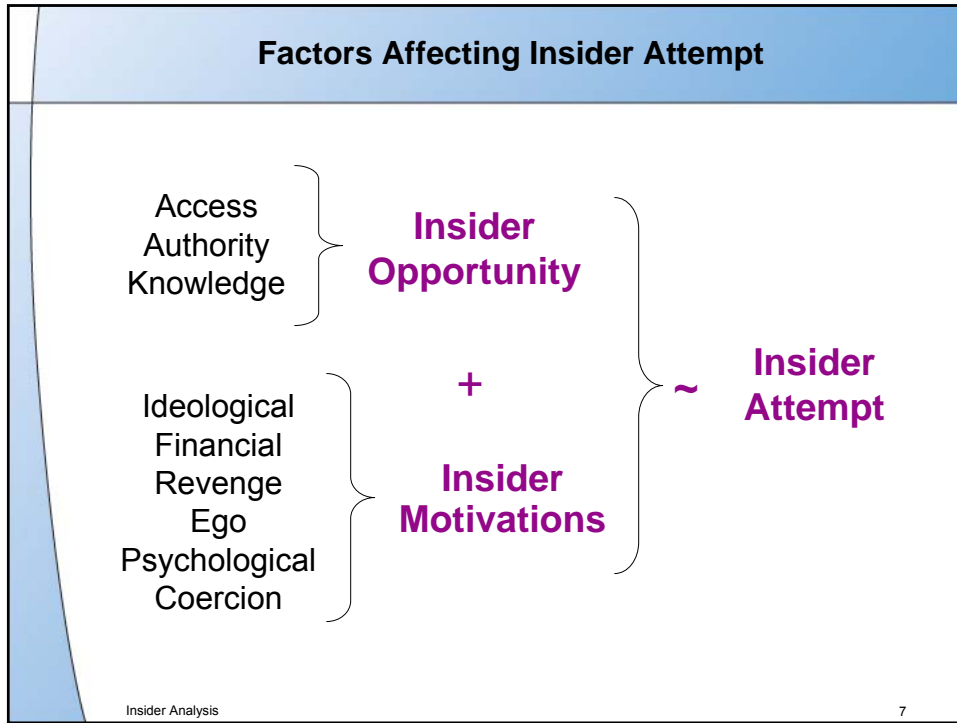 Factors Affecting Insider Attempt
Access
Authority
Knowledge
Insider
Opportunity
+
Ideological
Financial
Revenge
Ego
Psychological
Coercion
Insider
Motivations
~
Insider
Attempt
Insider Analysis
7